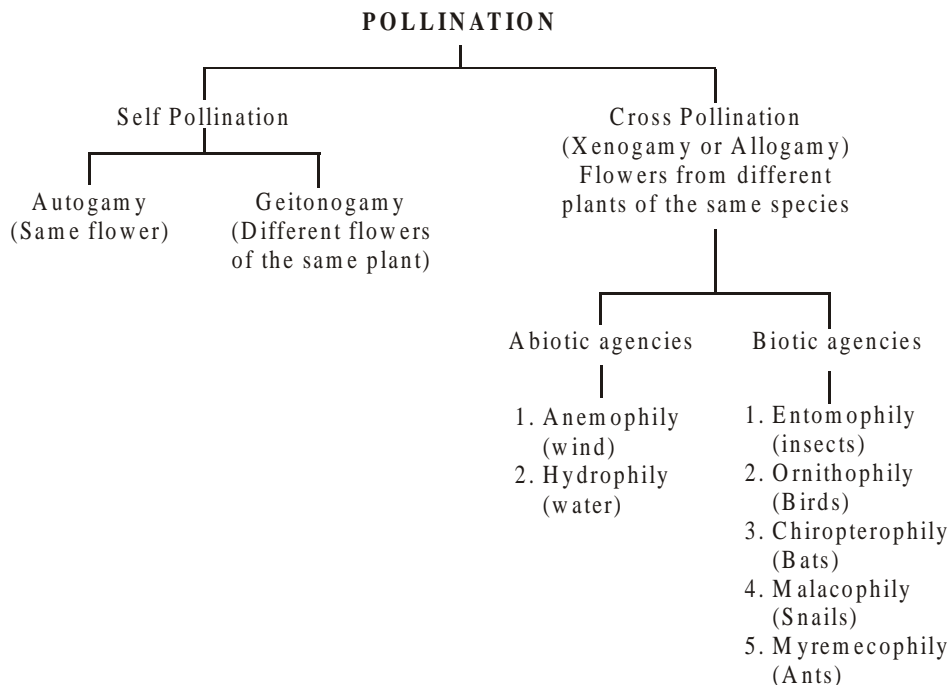 POLLINATION
Self Pollination
Autogamy
(Same flower)
Geitonogamy
(Different flowers
of the same plant)
Cross Pollination
(Xenogamy or Allogamy)
Flowers from different
plants of the same species
Abiotic agencies
1. Anemophily
(wind)
2. Hydrophily
(water)
Biotic agencies
1. Entomophily
(insects)
2. Ornithophily
(Birds)
3. Chiropterophily
(Bats)
4. Malacophily
(Snails)
5. Myremecophily
(Ants)